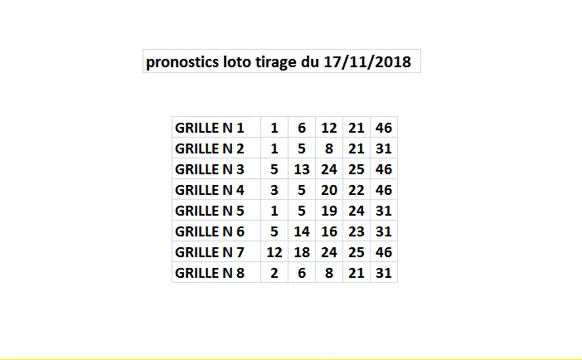 pronostics loto tirage du 17/11/2018
GRILLE N 1 1 6 12 21 46
GRILLE N 2 1 5 8 21 31
GRILLE N 3 5 13 24 25 46
GRILLE N 4 3 5 20 22 46
GRILLE N 5 1 5 19 24 31
GRILLE N 6 5 14 16 23 31
GRILLE N 7 12 18 24 25 46
GRILLE N 8 2 6 8 21 31